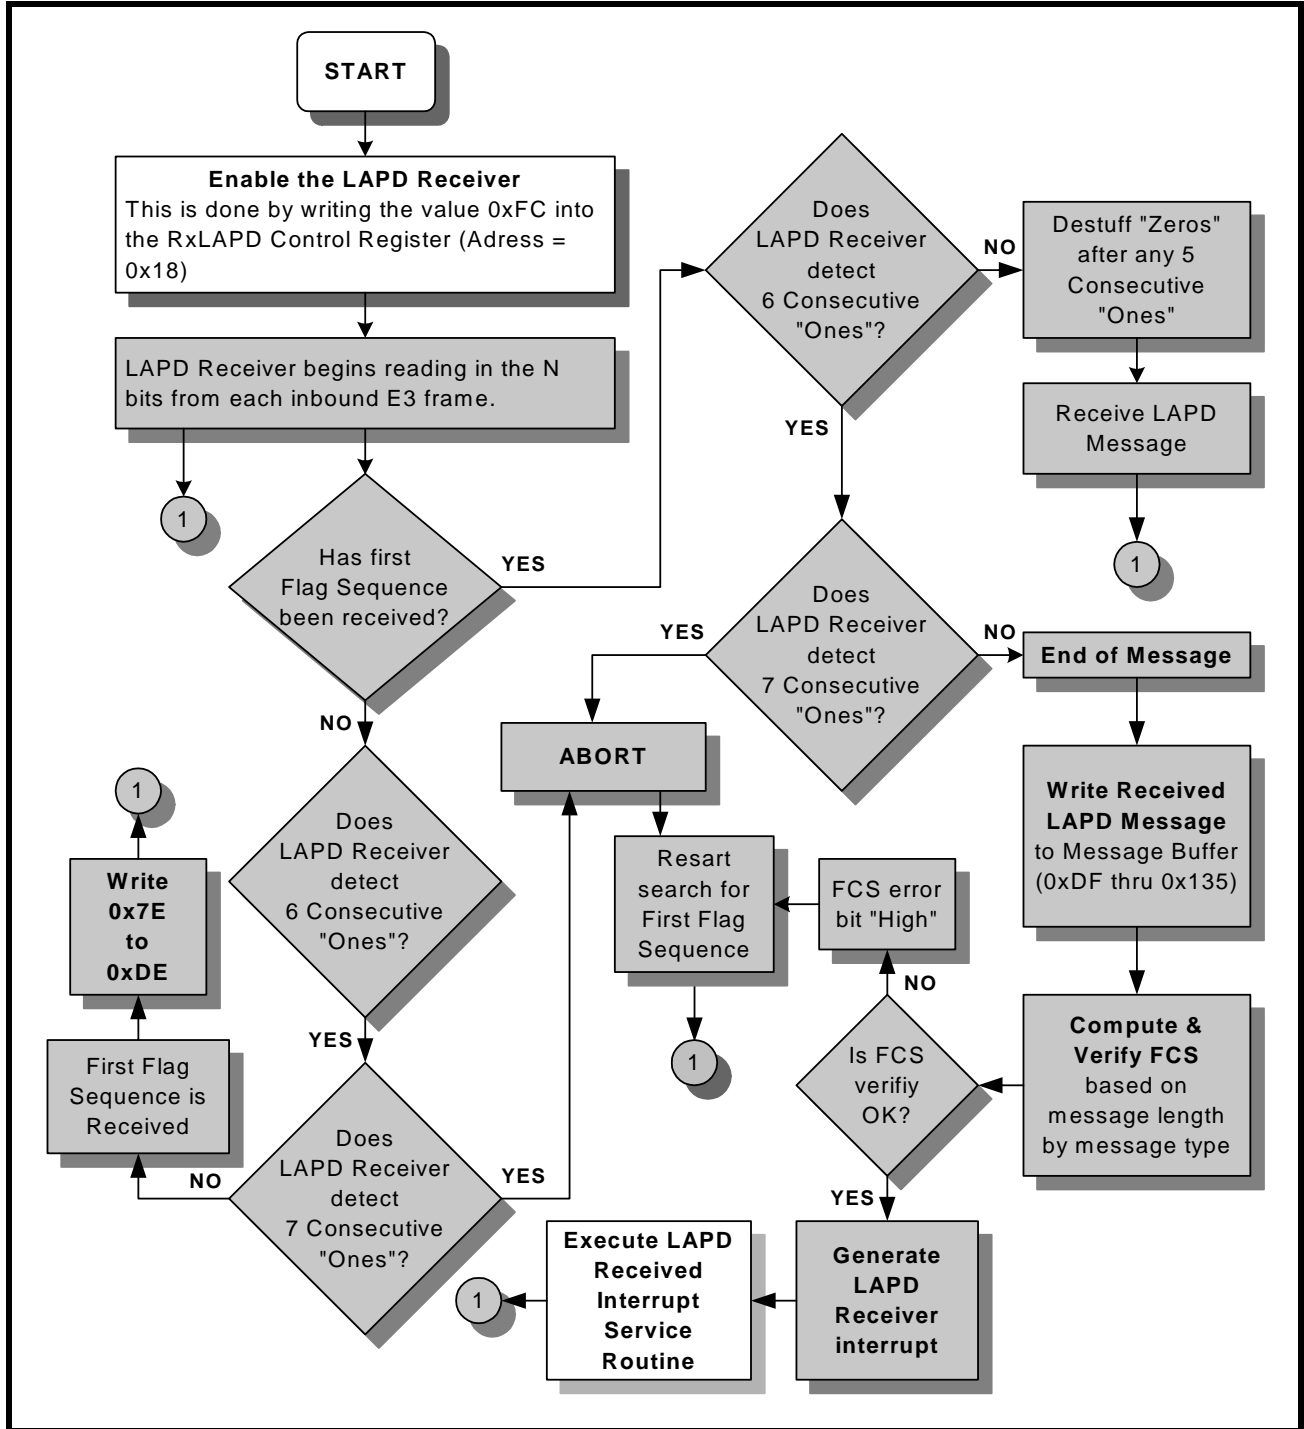 START
Enable the LAPD Receiver
This is done by writing the value 0xFC into
the RxLAPD Control Register (Adress =
0x18)
LAPD Receiver begins reading in the N
bits from each inbound E3 frame.
1
Has first
Flag Sequence
been received?
YES
NO
Does
LAPD Receiver
detect
6 Consecutive
"Ones"?
NO
YES
Destuff "Zeros"
after any 5
Consecutive
"Ones"
Receive LAPD
Message
1
Does
LAPD Receiver
detect
7 Consecutive
"Ones"?
YES
NO
End of Message
ABORT
Write Received
LAPD Message
to Message Buffer
(0xDF thru 0x135)
Resart
search for
First Flag
Sequence
FCS error
bit "High"
NO
1
Is FCS
verifiy
OK?
YES
Compute &
Verify FCS
based on
message length
by message type
Does
LAPD Receiver
detect
6 Consecutive
"Ones"?
YES
1
Write
0x7E
to
0xDE
First Flag
Sequence is
Received
NO
Does
LAPD Receiver
detect
7 Consecutive
"Ones"?
YES
Generate
LAPD
Receiver
interrupt
Execute LAPD
Received
Interrupt
Service
Routine
1